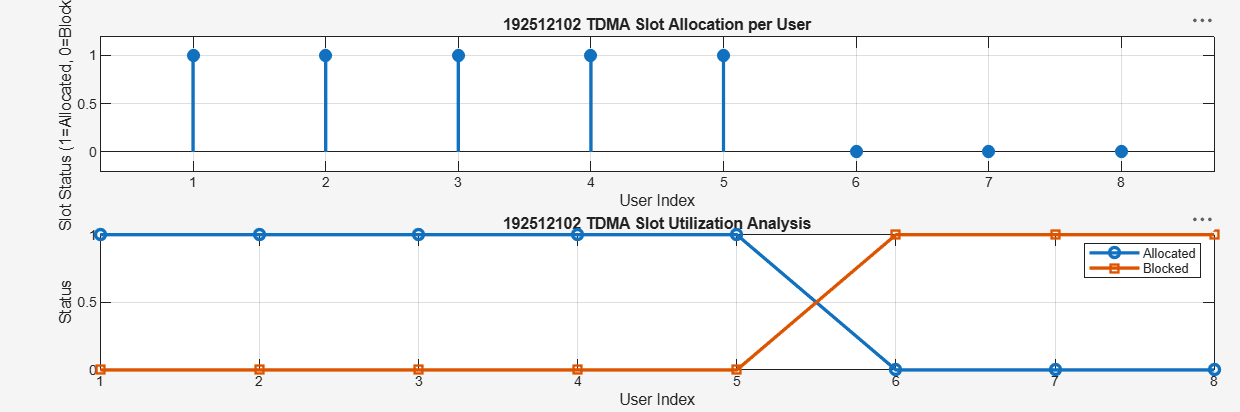 192512102 TDMA Slot Allocation per User
Slot Status (1=Allocated, 0=Block
1
0.5
0
1 2 3 4 5 6 7 8
User Index
192512102 TDMA Slot Utilization Analysis
Status
1
0.5
0
Allocated
Blocked
1 2 3 4 5 6 7 8
User Index